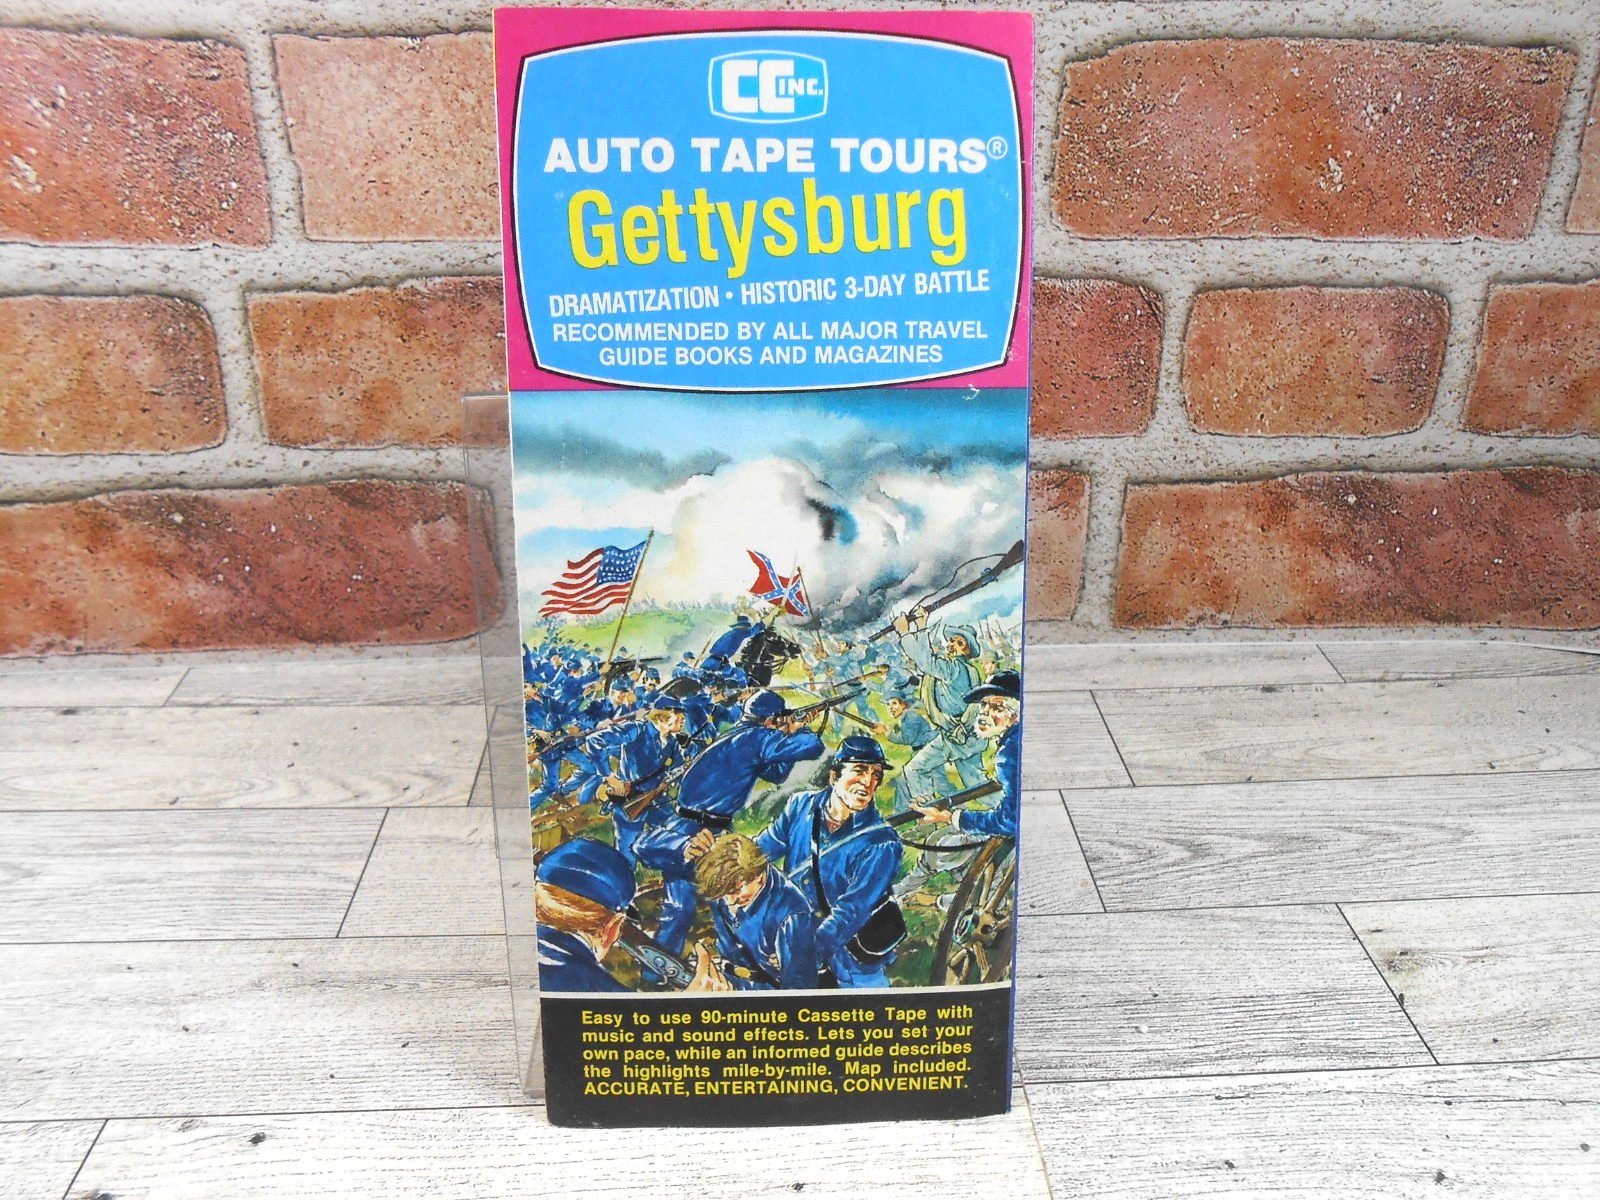 CC INC.
AUTO TAPE TOURS®
Gettysburg
DRAMATIZATION • HISTORIC 3-DAY BATTLE
RECOMMENDED BY ALL MAJOR TRAVEL
GUIDE BOOKS AND MAGAZINES
Easy to use 90-minute Cassette Tape with
music and sound effects. Lets you set your
own pace, while an informed guide describes
the highlights mile-by-mile. Map included.
ACCURATE, ENTERTAINING, CONVENIENT.